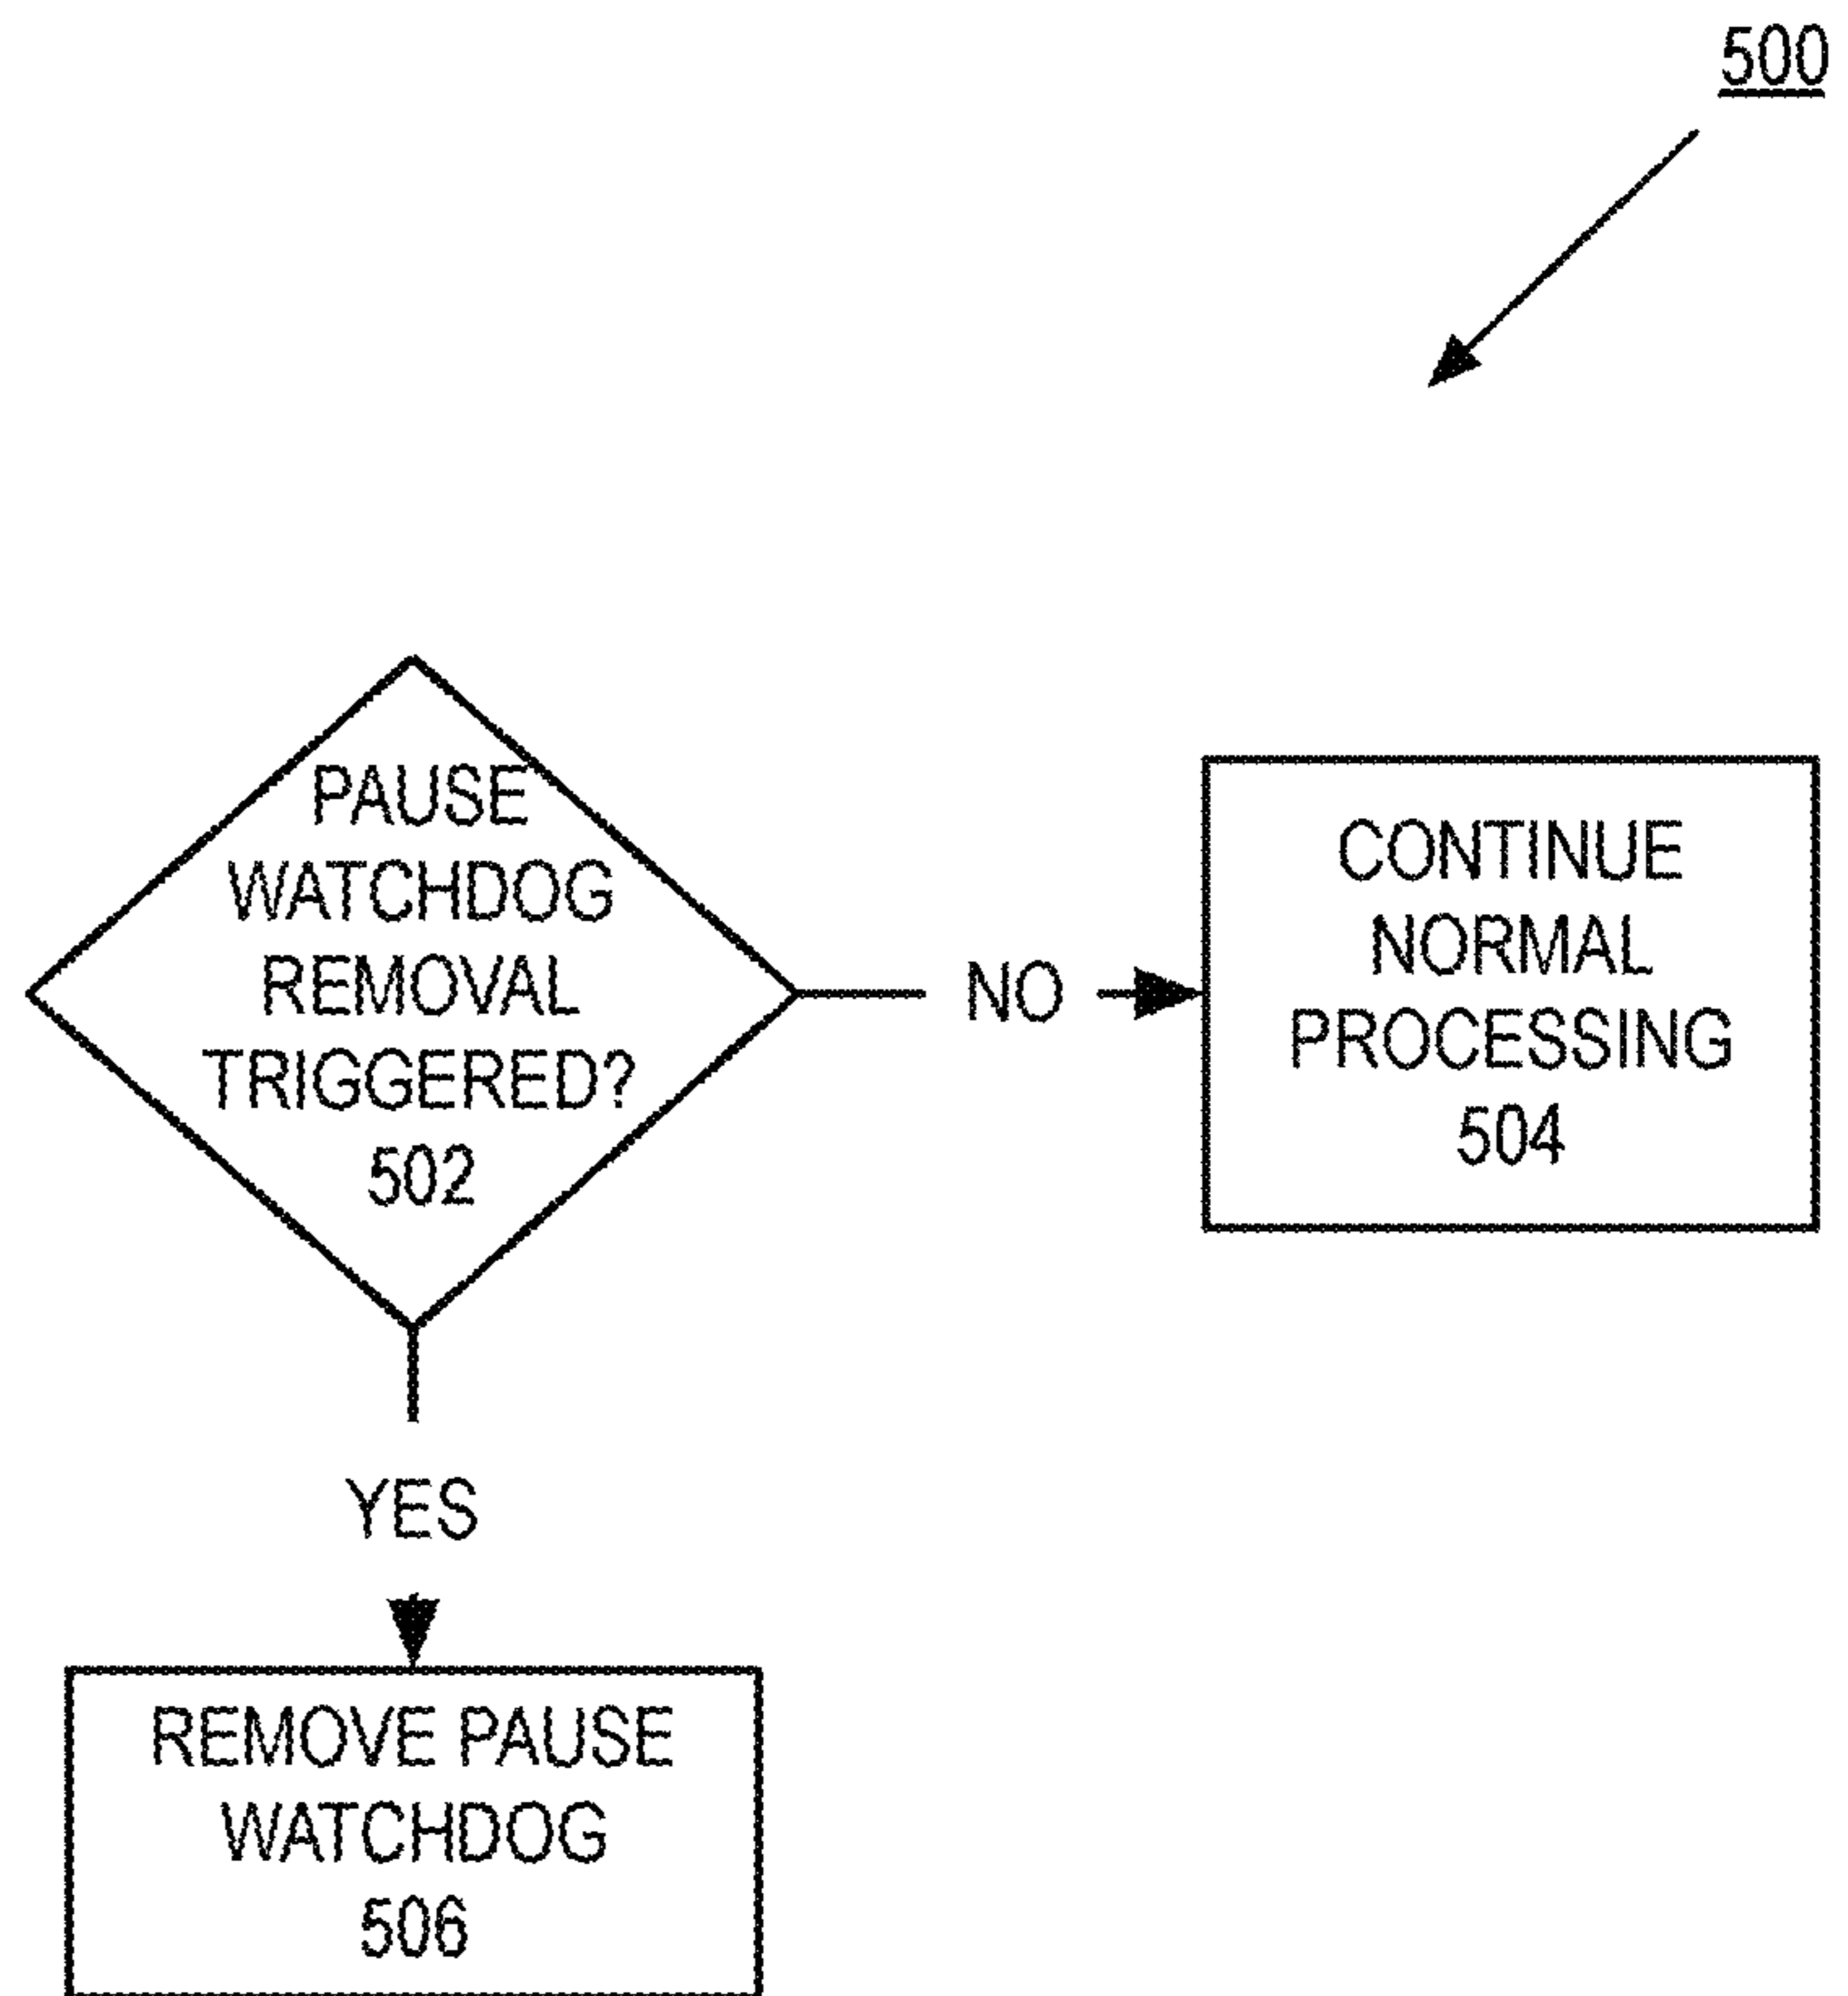 500
PAUSE
WATCHDOG
REMOVAL
TRIGGERED?
502
NO
CONTINUE
NORMAL
PROCESSING
504
YES
REMOVE PAUSE
WATCHDOG
506